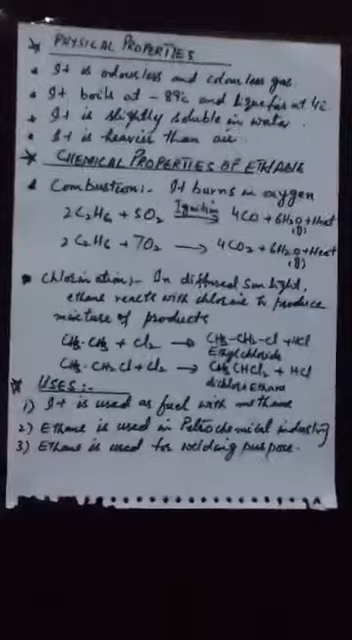 PHYSICAL PROPERTIES
It is odourless and colourless gas.
It boils at -89°c and liquefies at 4c
It is slightly soluble in water.
It is heavier than air.
CHEMICAL PROPERTIES OF ETHANE
Combustion:- It burns in oxygen
2C2H6 + 5O2 Ignition → 4CO + 6H2O + Heat
(g)
2C2H6 + 7O2 → 4CO2 + 6H2O + Heat
(g)
Chlorination:- In diffused sun light,
ethane reacts with chlorine to produce
mixture of products
CH3-CH3 + Cl2 → CH3-CH2-Cl + HCl
Ethyl chloride
CH3-CH2Cl + Cl2 → CH3CHCl2 + HCl
dichloro Ethane
USES:-
1) It is used as fuel with methane
2) Ethane is used in Petrochemical industry
3) Ethane is used for welding purpose.